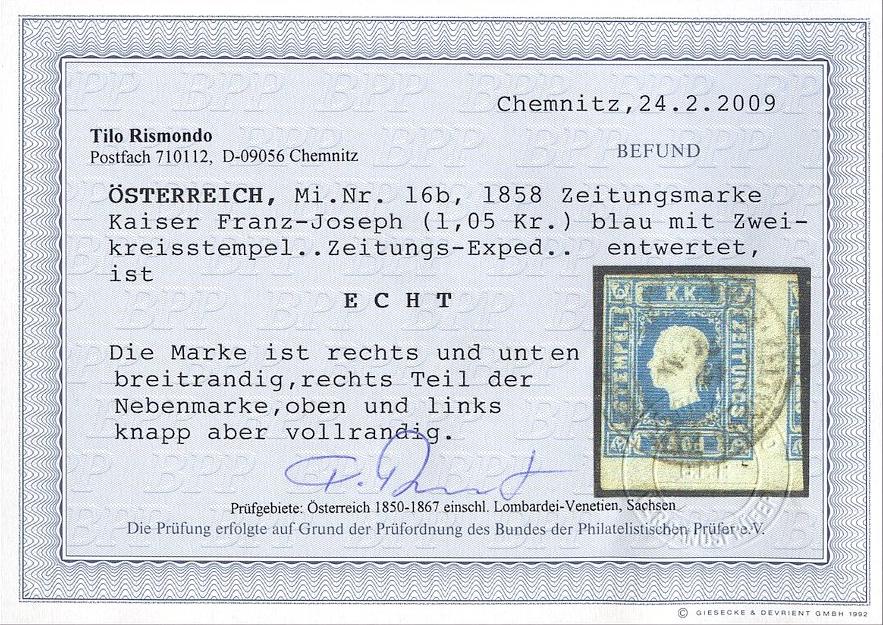 Chemnitz,24.2.2009
Tilo Rismondo
Postfach 710112, D-09056 Chemnitz
BEFUND
ÖSTERREICH, Mi.Nr. 16b, 1858 Zeitungsmarke
Kaiser Franz-Joseph (1,05 Kr.) blau mit Zwei-
kreisstempel..Zeitungs-Exped.. entwertet,
ist
E C H T
Die Marke ist rechts und unten
breitrandig,rechts Teil der
Nebenmarke,oben und links
knapp aber vollrandig.
K.K.
STEMPEL
ZEITUNGS
Prüfgebiete: Österreich 1850-1867 einschl. Lombardei-Venetien, Sachsen
Die Prüfung erfolgte auf Grund der Prüfordnung des Bundes der Philatelistischen Prüfer e.V.
© GIESECKE & DEVRIENT GMBH 1992
BPP